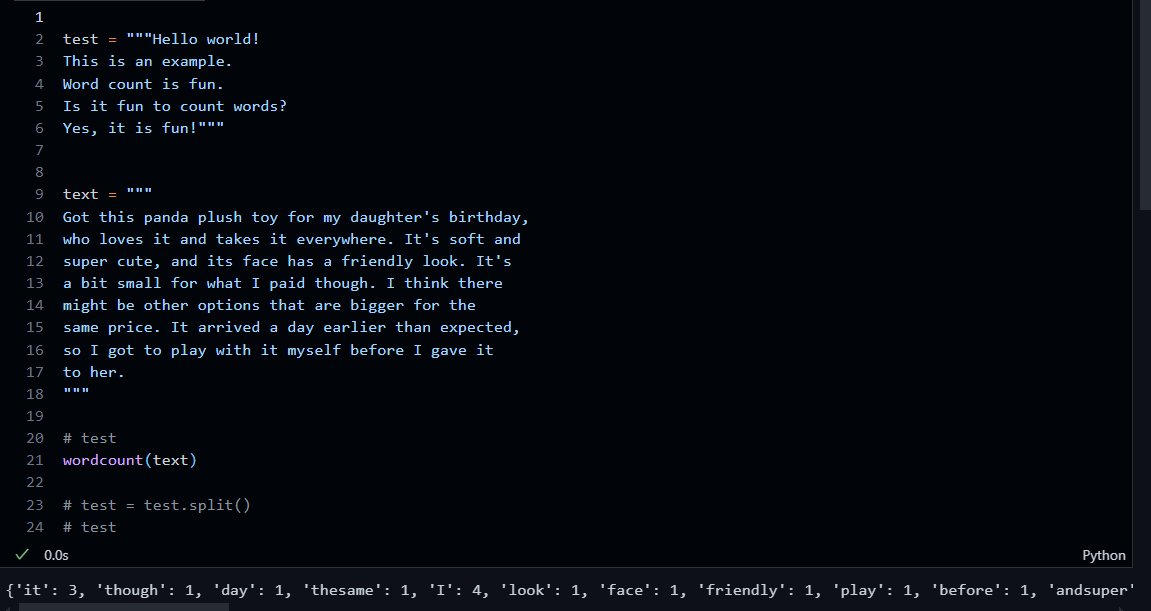 1
2 test = """Hello world!
3 This is an example.
4 Word count is fun.
5 Is it fun to count words?
6 Yes, it is fun!"""
7
8
9 text = """
10 Got this panda plush toy for my daughter's birthday,
11 who loves it and takes it everywhere. It's soft and
12 super cute, and its face has a friendly look. It's
13 a bit small for what I paid though. I think there
14 might be other options that are bigger for the
15 same price. It arrived a day earlier than expected,
16 so I got to play with it myself before I gave it
17 to her.
18 """
19
20 # test
21 wordcount(text)
22
23 # test = test.split()
24 # test
0.0s Python
{'it': 3, 'though': 1, 'day': 1, 'thesame': 1, 'I': 4, 'look': 1, 'face': 1, 'friendly': 1, 'play': 1, 'before': 1, 'andsuper'